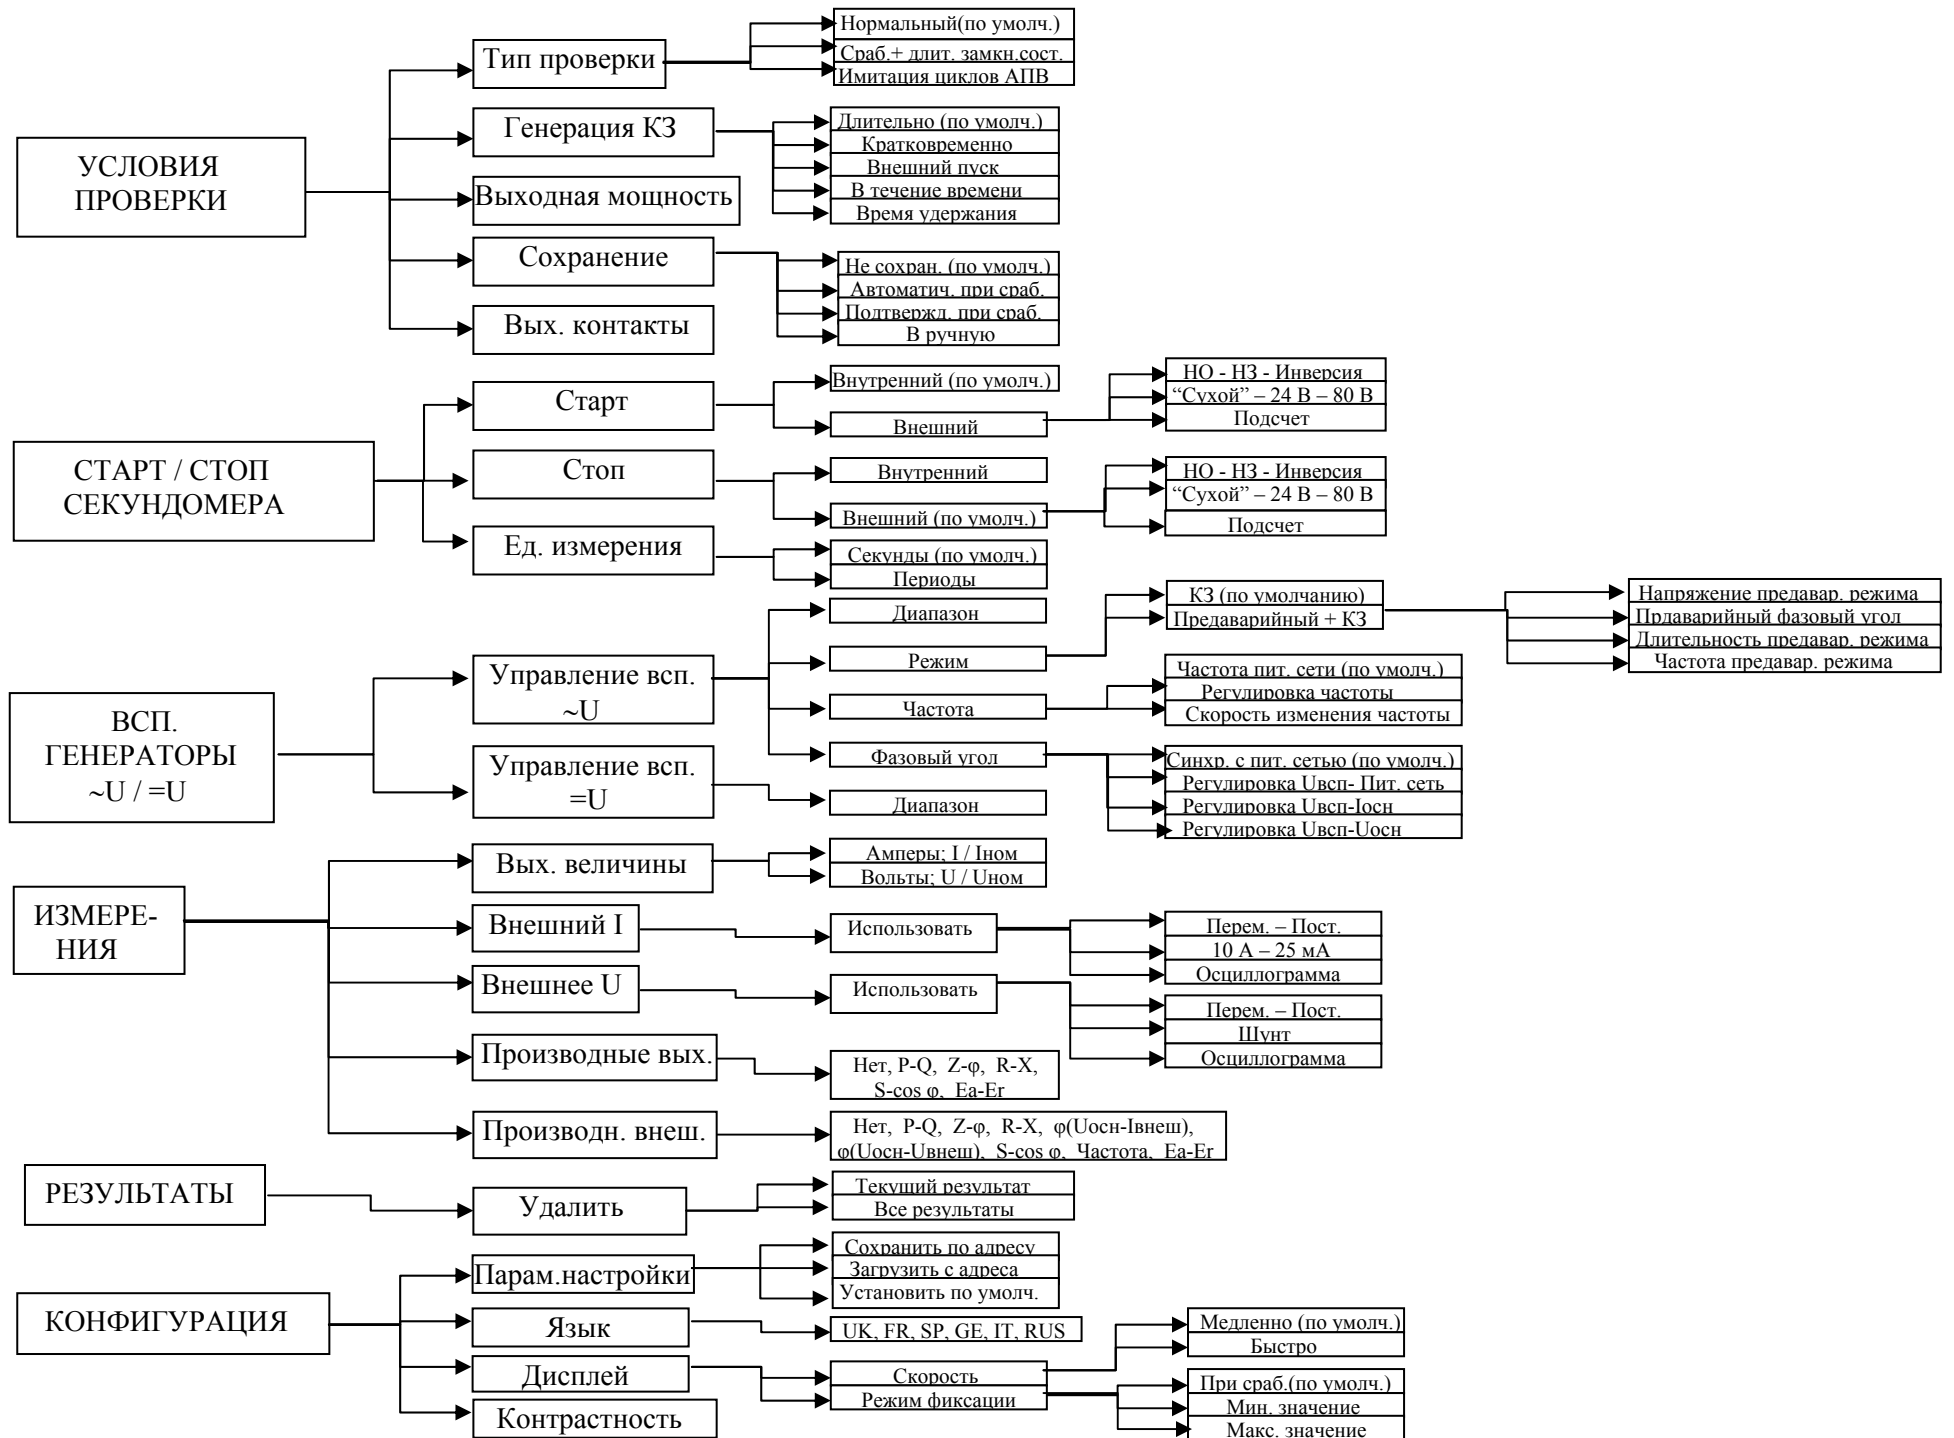 УСЛОВИЯ
ПРОВЕРКИ
Тип проверки
Нормальный(по умолч.)
Сраб.+ длит. замкн.сост.
Имитация циклов АПВ
Генерация КЗ
Длительно (по умолч.)
Кратковременно
Внешний пуск
В течение времени
Время удержания
Выходная мощность
Сохранение
Не сохран. (по умолч.)
Автоматич. при сраб.
Подтвержд. при сраб.
В ручную
Вых. контакты
СТАРТ / СТОП
СЕКУНДОМЕРА
Старт
Внутренний (по умолч.)
Внешний
НО - НЗ - Инверсия
“Сухой” – 24 В – 80 В
Подсчет
Стоп
Внутренний
Внешний (по умолч.)
НО - НЗ - Инверсия
“Сухой” – 24 В – 80 В
Подсчет
Ед. измерения
Секунды (по умолч.)
Периоды
ВСП.
ГЕНЕРАТОРЫ
~U / =U
Управление всп.
~U
Диапазон
Режим
КЗ (по умолчанию)
Предаварийный + КЗ
Напряжение предавар. режима
Прдаварийный фазовый угол
Длительность предавар. режима
Частота предавар. режима
Частота
Частота пит. сети (по умолч.)
Регулировка частоты
Скорость изменения частоты
Фазовый угол
Синхр. с пит. сетью (по умолч.)
Регулировка Uвсп- Пит. сеть
Регулировка Uвсп-Iосн
Регулировка Uвсп-Uосн
Управление всп.
=U
Диапазон
ИЗМЕРЕ-
НИЯ
Вых. величины
Амперы; I / Iном
Вольты; U / Uном
Внешний I
Использовать
Перем. – Пост.
10 А – 25 мА
Осциллограмма
Внешнее U
Использовать
Перем. – Пост.
Шунт
Осциллограмма
Производные вых.
Нет, P-Q, Z-φ, R-X,
S-cos φ, Ea-Er
Производн. внеш.
Нет, P-Q, Z-φ, R-X, φ(Uосн-Iвнеш),
φ(Uосн-Uвнеш), S-cos φ, Частота, Ea-Er
РЕЗУЛЬТАТЫ
Удалить
Текущий результат
Все результаты
КОНФИГУРАЦИЯ
Парам.настройки
Сохранить по адресу
Загрузить с адреса
Установить по умолч.
Язык
UK, FR, SP, GE, IT, RUS
Дисплей
Скорость
Медленно (по умолч.)
Быстро
Режим фиксации
При сраб.(по умолч.)
Мин. значение
Макс. значение
Контрастность